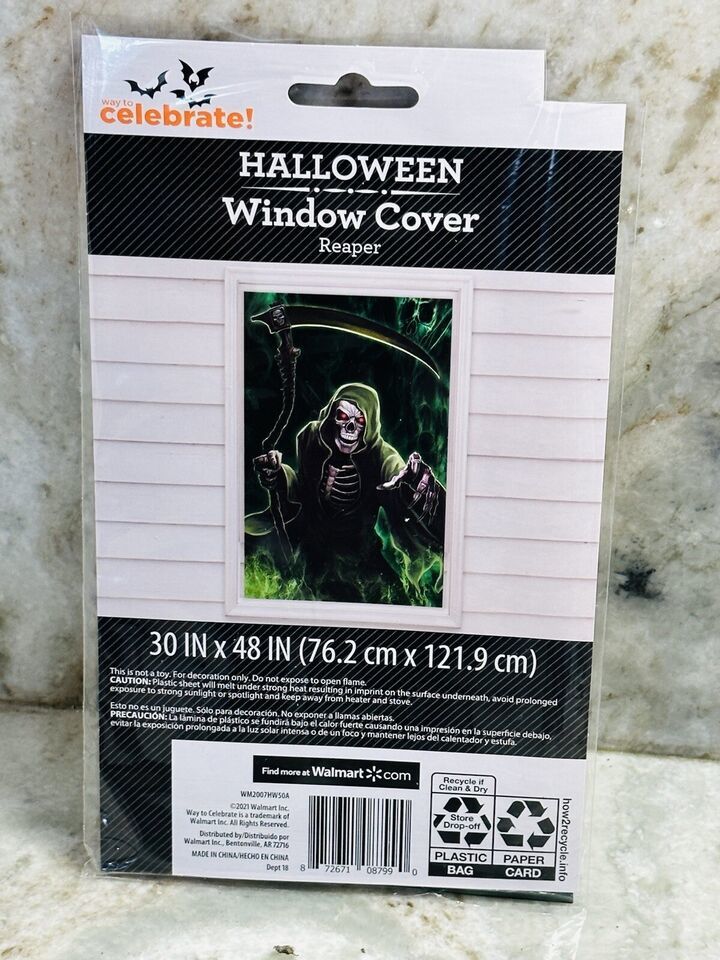 way to
celebrate!
HALLOWEEN
Window Cover
Reaper
30 IN x 48 IN (76.2 cm x 121.9 cm)
This is not a toy. For decoration only. Do not expose to open flame.
CAUTION: Plastic sheet will melt under strong heat resulting in imprint on the surface underneath, avoid prolonged
exposure to strong sunlight or spotlight and keep away from heater and stove.
Esto no es un juguete. Sólo para decoración. No exponer a llamas abiertas.
PRECAUCIÓN: La lámina de plástico se fundirá bajo el calor fuerte causando una impresión en la superficie debajo,
evitar la exposición prolongada a la luz solar intensa o de un foco y mantener lejos del calentador y estufa.
Find more at Walmart.com
WM2007HW50A
©2021 Walmart Inc.
Way to Celebrate is a trademark of
Walmart Inc. All Rights Reserved.
Distributed by/Distribuido por
Walmart Inc., Bentonville, AR 72716
MADE IN CHINA/HECHO EN CHINA
Dept 18
8 72671 08799 0
Recycle if
Clean & Dry
Store
Drop-off
PLASTIC
BAG
PAPER
CARD
how2recycle.info